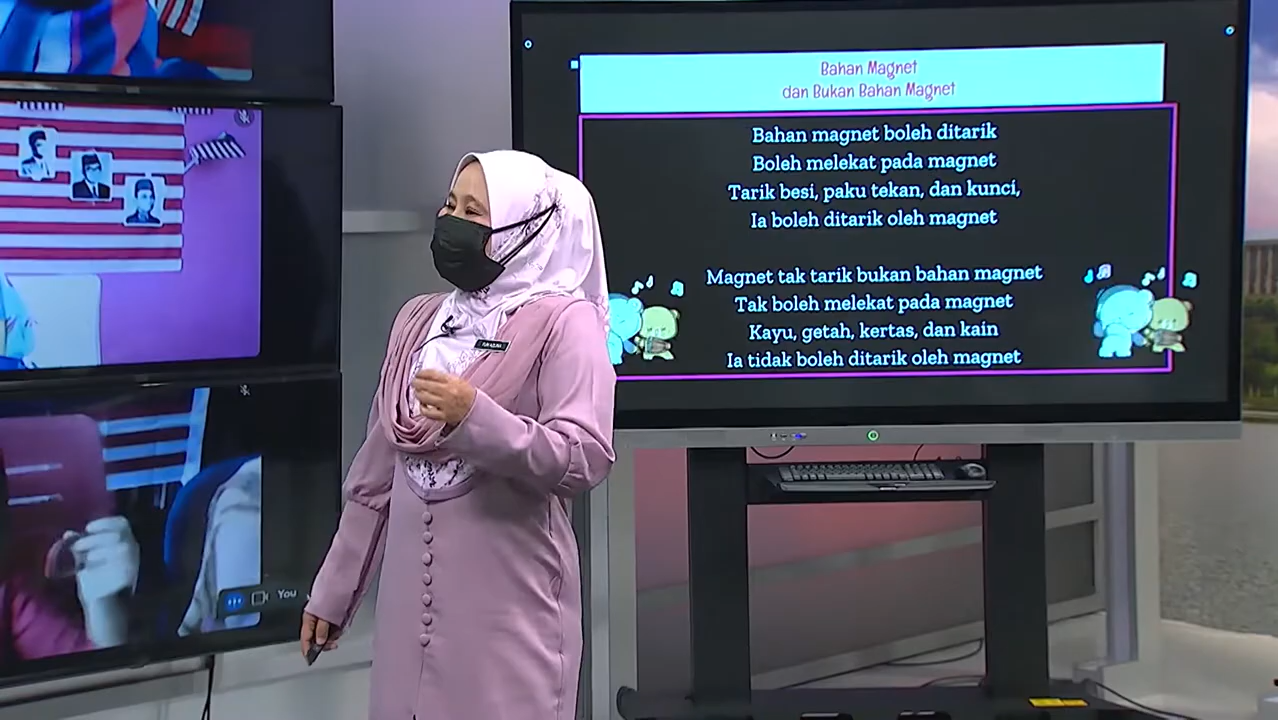 Bahan Magnet
dan Bukan Bahan Magnet
Bahan magnet boleh ditarik
Boleh melekat pada magnet
Tarik besi, paku tekan, dan kunci,
Ia boleh ditarik oleh magnet
Magnet tak tarik bukan bahan magnet
Tak boleh melekat pada magnet
Kayu, getah, kertas, dan kain
Ia tidak boleh ditarik oleh magnet
You